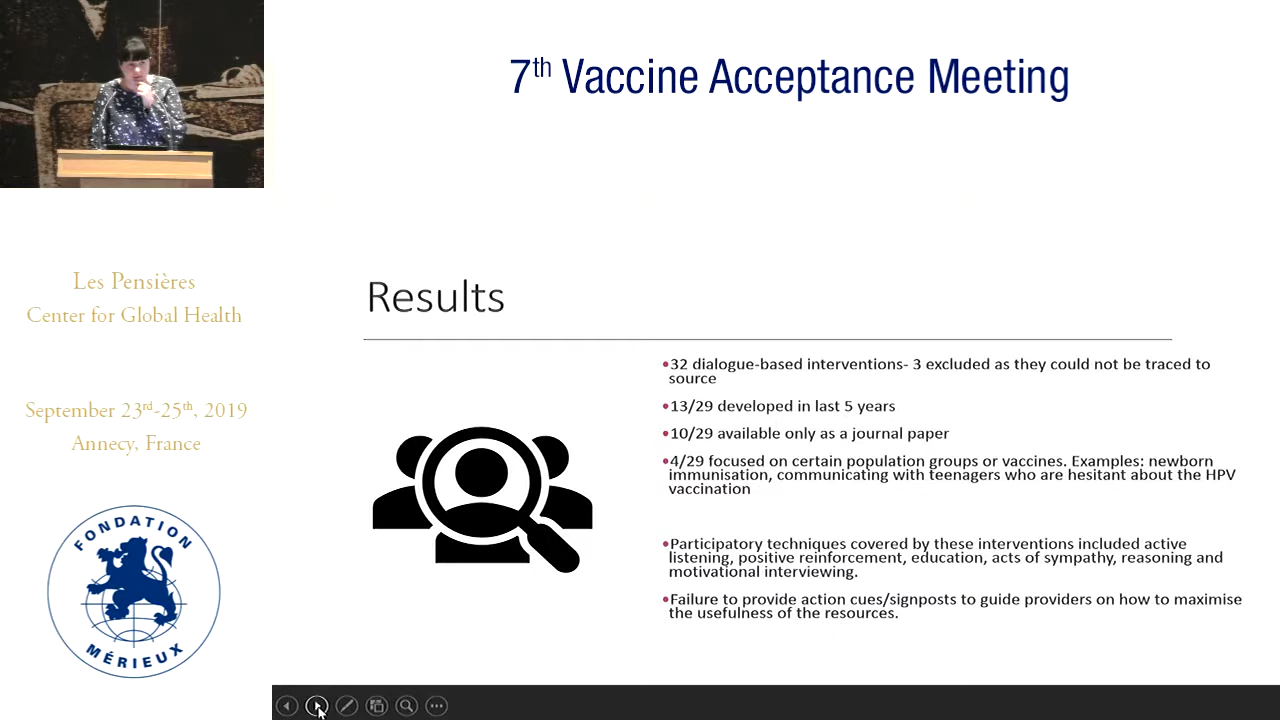 7th Vaccine Acceptance Meeting
Les Pensières
Center for Global Health
September 23rd-25th, 2019
Annecy, France
FONDATION
MÉRIEUX
Results
•32 dialogue-based interventions- 3 excluded as they could not be traced to
source
•13/29 developed in last 5 years
•10/29 available only as a journal paper
•4/29 focused on certain population groups or vaccines. Examples: newborn
immunisation, communicating with teenagers who are hesitant about the HPV
vaccination
•Participatory techniques covered by these interventions included active
listening, positive reinforcement, education, acts of sympathy, reasoning and
motivational interviewing.
•Failure to provide action cues/signposts to guide providers on how to maximise
the usefulness of the resources.